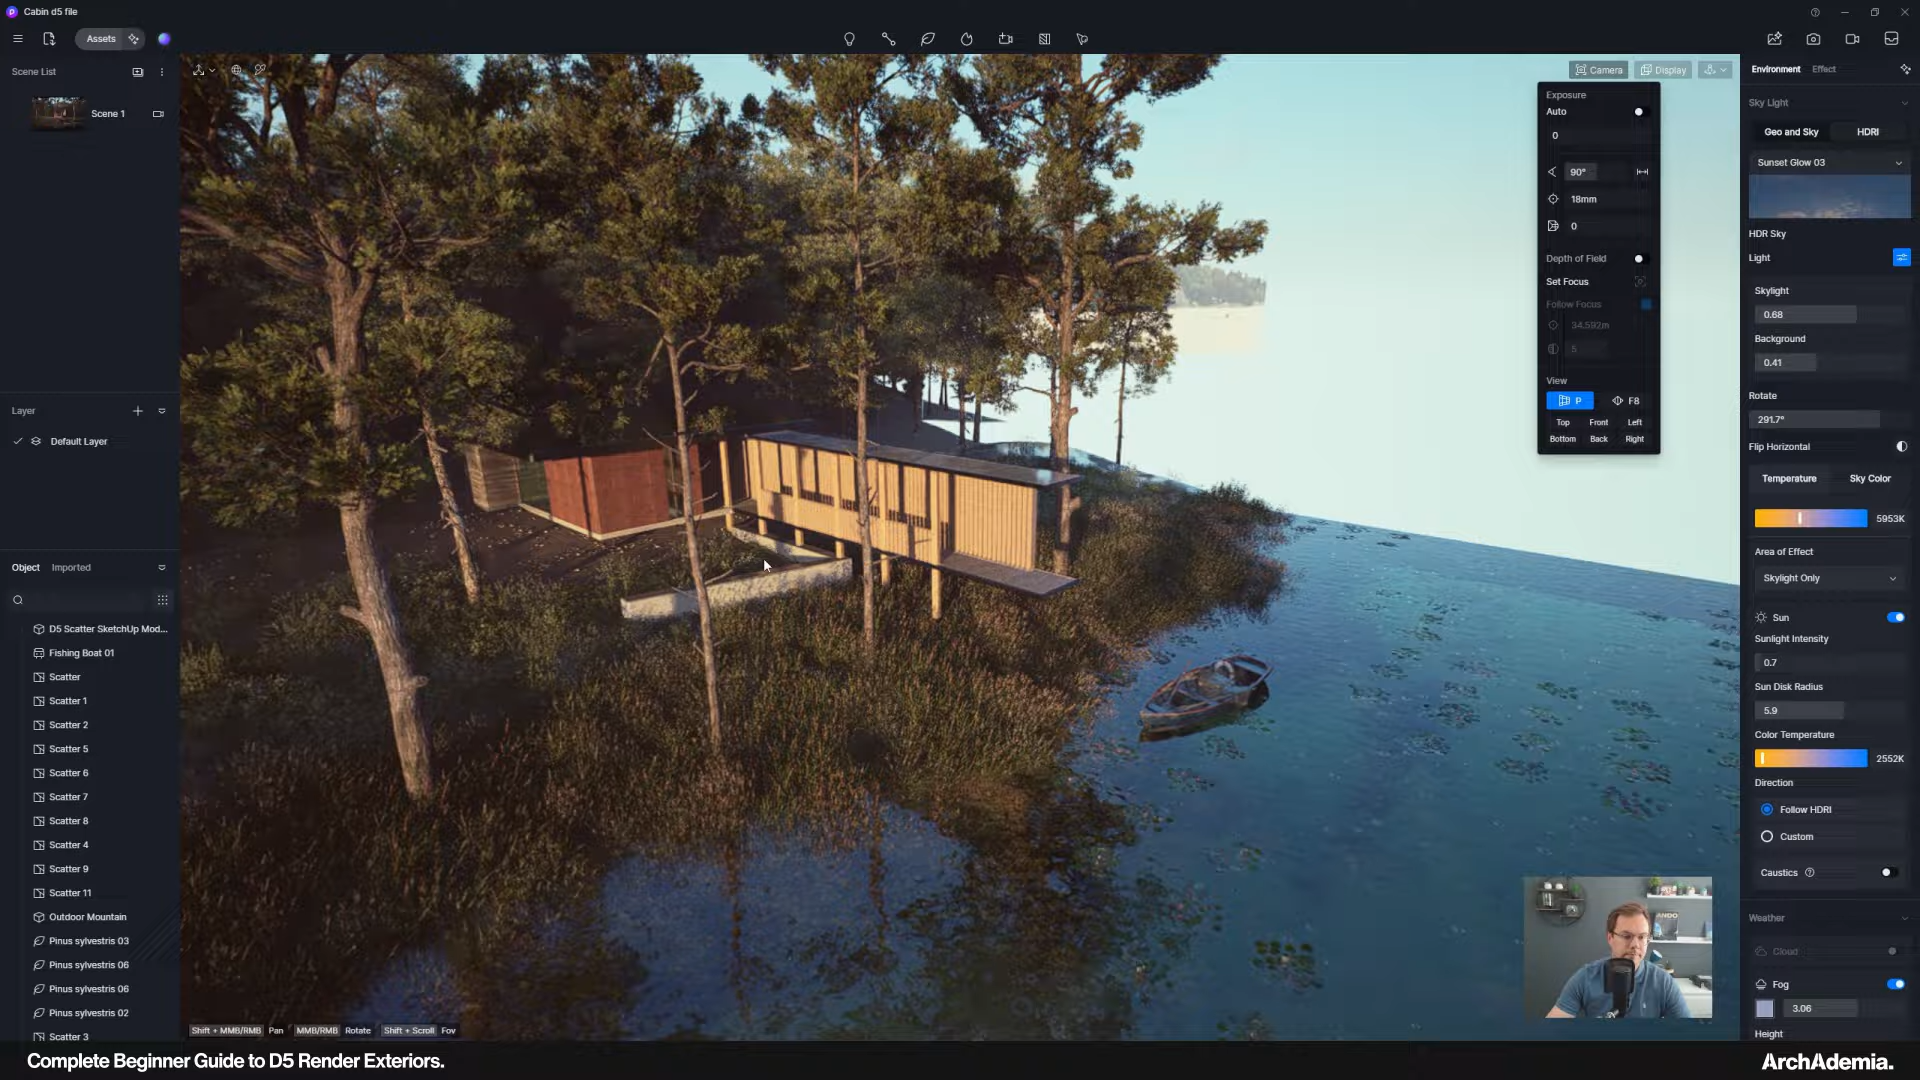 Cabin d5 file
Assets
Scene List
Scene 1
Layer
Default Layer
Object Imported
D5 Scatter SketchUp Mod...
Fishing Boat 01
Scatter
Scatter 1
Scatter 2
Scatter 5
Scatter 6
Scatter 7
Scatter 8
Scatter 4
Scatter 9
Scatter 11
Outdoor Mountain
Pinus sylvestris 03
Pinus sylvestris 06
Pinus sylvestris 06
Pinus sylvestris 02
Scatter 3
Shift + MMB/RMB Pan MMB/RMB Rotate Shift + Scroll Fov
Camera Display
Exposure
Auto
0
90°
18mm
0
Depth of Field
Set Focus
Follow Focus
34.592m
5
View
P F8
Top Front Left
Bottom Back Right
Environment Effect
Sky Light
Geo and Sky HDRI
Sunset Glow 03
HDR Sky
Light
Skylight
0.68
Background
0.41
Rotate
291.7°
Flip Horizontal
Temperature Sky Color
5953K
Area of Effect
Skylight Only
Sun
Sunlight Intensity
0.7
Sun Disk Radius
5.9
Color Temperature
2552K
Direction
Follow HDRI
Custom
Caustics
Weather
Cloud
Fog
3.06
Height
ANDO
Complete Beginner Guide to D5 Render Exteriors.
ArchAdemia.